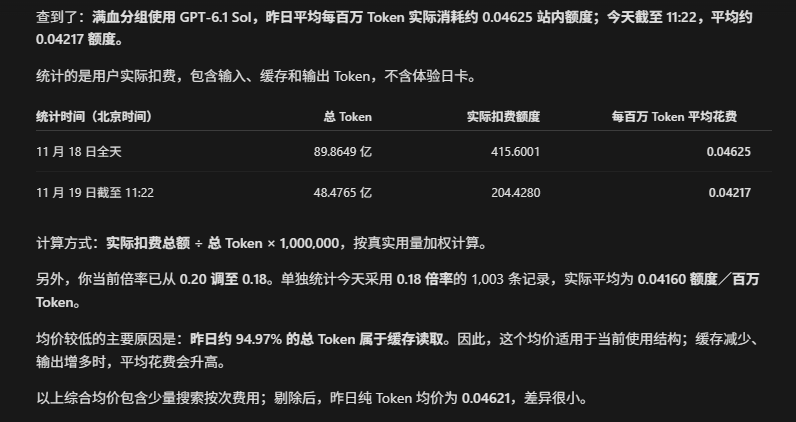 查到了：满血分组使用 GPT-6.1 Sol，昨日平均每百万 Token 实际消耗约 0.04625 站内额度；今天截至 11:22，平均约
0.04217 额度。
统计的是用户实际扣费，包含输入、缓存和输出 Token，不含体验日卡。
统计时间（北京时间） 总 Token 实际扣费额度 每百万 Token 平均花费
11 月 18 日全天 89.8649 亿 415.6001 0.04625
11 月 19 日截至 11:22 48.4765 亿 204.4280 0.04217
计算方式：实际扣费总额 ÷ 总 Token × 1,000,000，按真实用量加权计算。
另外，你当前倍率已从 0.20 调至 0.18。单独统计今天采用 0.18 倍率的 1,003 条记录，实际平均为 0.04160 额度／百万
Token。
均价较低的主要原因是：昨日约 94.97% 的总 Token 属于缓存读取。因此，这个均价适用于当前使用结构；缓存减少、
输出增多时，平均花费会升高。
以上综合均价包含少量搜索按次费用；剔除后，昨日纯 Token 均价为 0.04621，差异很小。